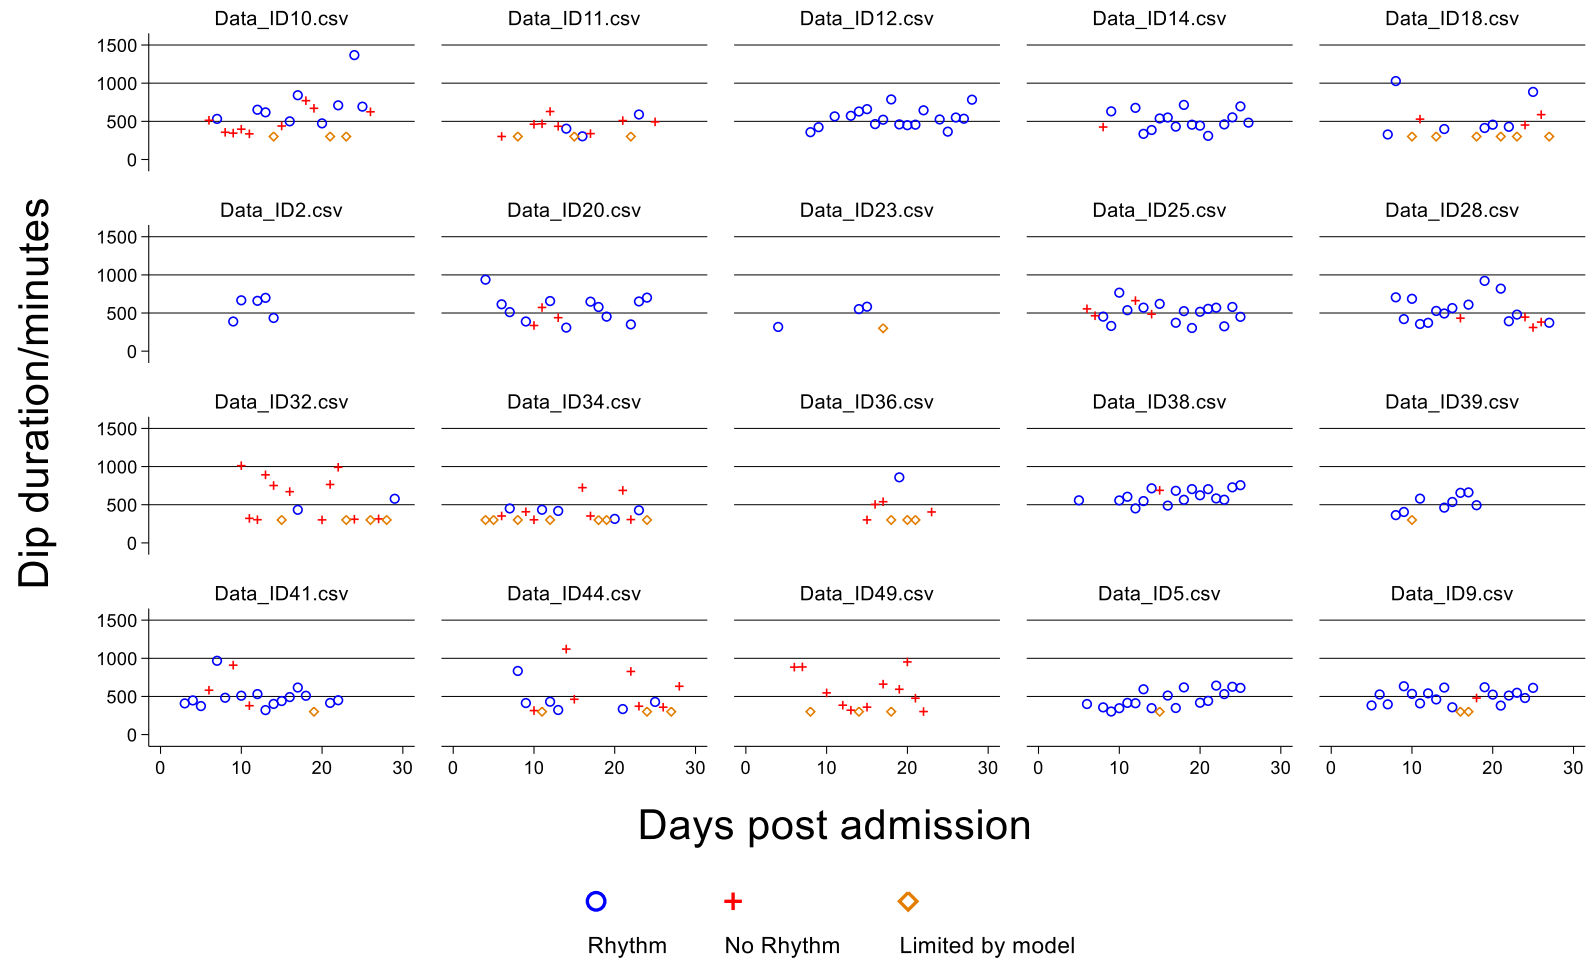 Data_ID10.csv Data_ID11.csv Data_ID12.csv Data_ID14.csv Data_ID18.csv
1500
1000
500
0
Data_ID2.csv Data_ID20.csv Data_ID23.csv Data_ID25.csv Data_ID28.csv
1500
1000
500
0
Data_ID32.csv Data_ID34.csv Data_ID36.csv Data_ID38.csv Data_ID39.csv
1500
1000
500
0
Data_ID41.csv Data_ID44.csv Data_ID49.csv Data_ID5.csv Data_ID9.csv
1500
1000
500
0
0 10 20 30 0 10 20 30 0 10 20 30 0 10 20 30 0 10 20 30
Dip duration/minutes
Days post admission
Rhythm No Rhythm Limited by model